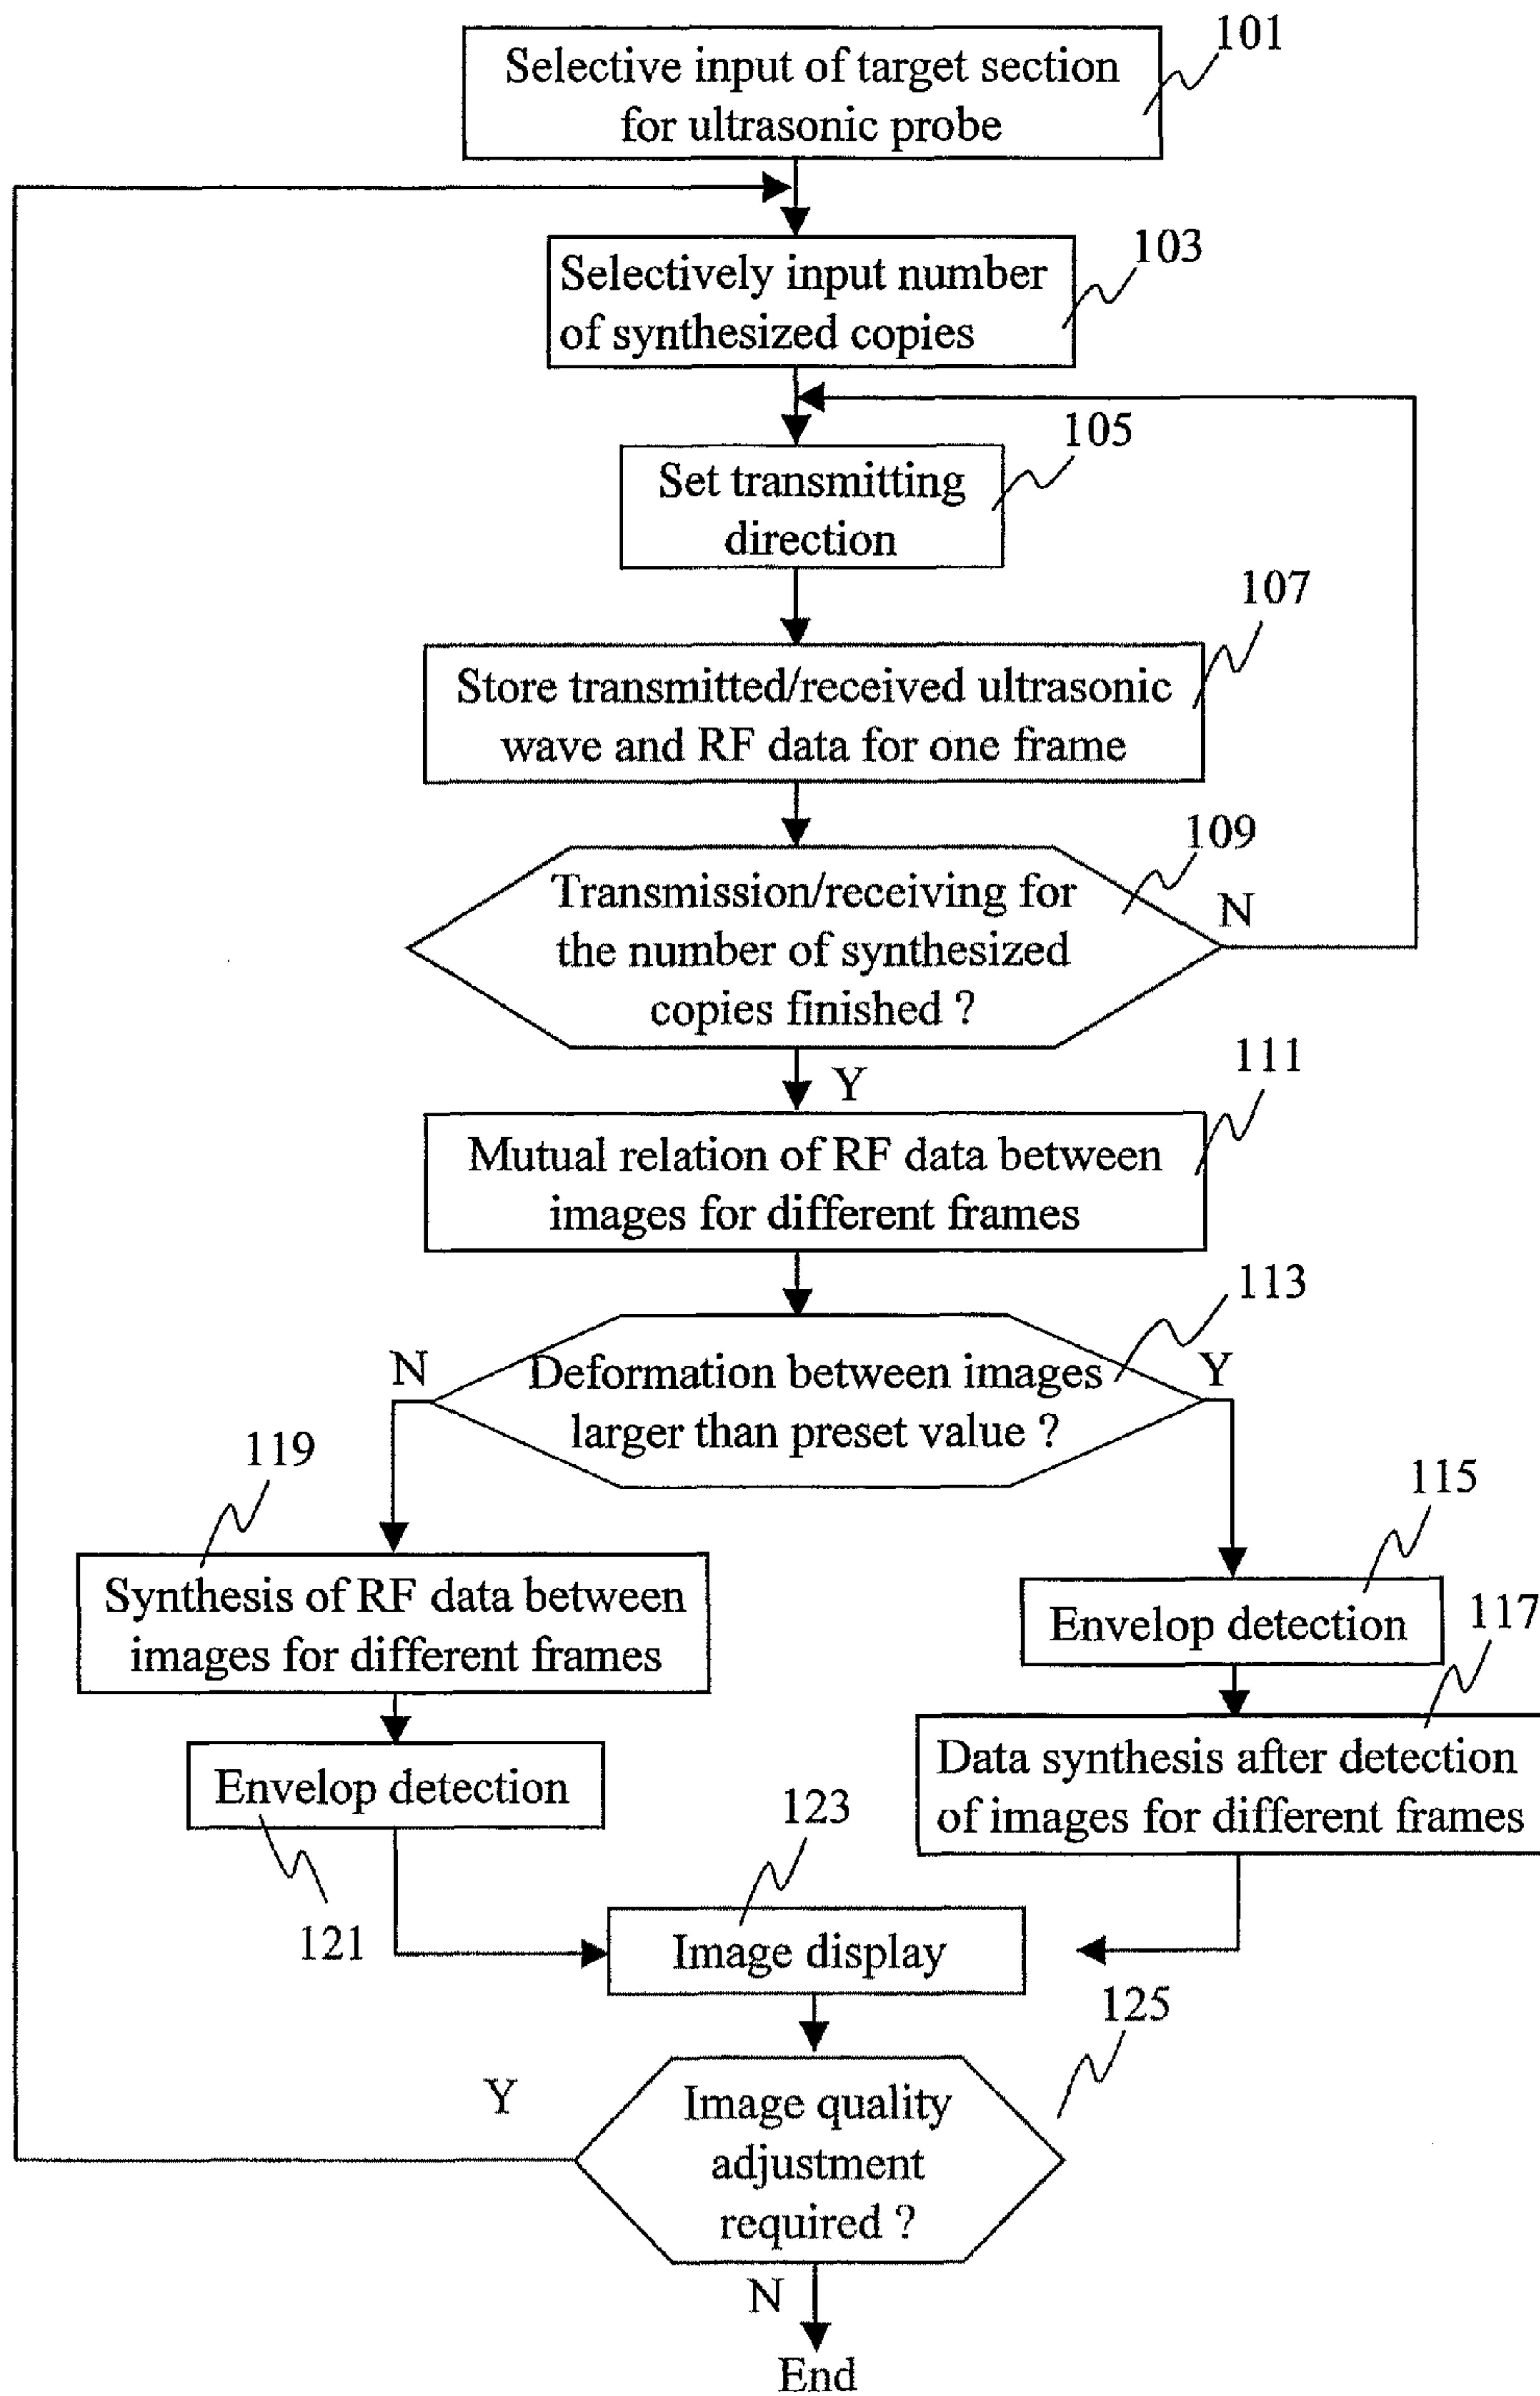 101
Selective input of target section
for ultrasonic probe
103
Selectively input number
of synthesized copies
105
Set transmitting
direction
107
Store transmitted/received ultrasonic
wave and RF data for one frame
109
Transmission/receiving for
the number of synthesized
copies finished ?
N
Y
111
Mutual relation of RF data between
images for different frames
113
N
Deformation between images
larger than preset value ?
Y
119
Synthesis of RF data between
images for different frames
115
Envelop detection
117
Data synthesis after detection
of images for different frames
Envelop detection
121
123
Image display
125
Y
Image quality
adjustment
required ?
N
End